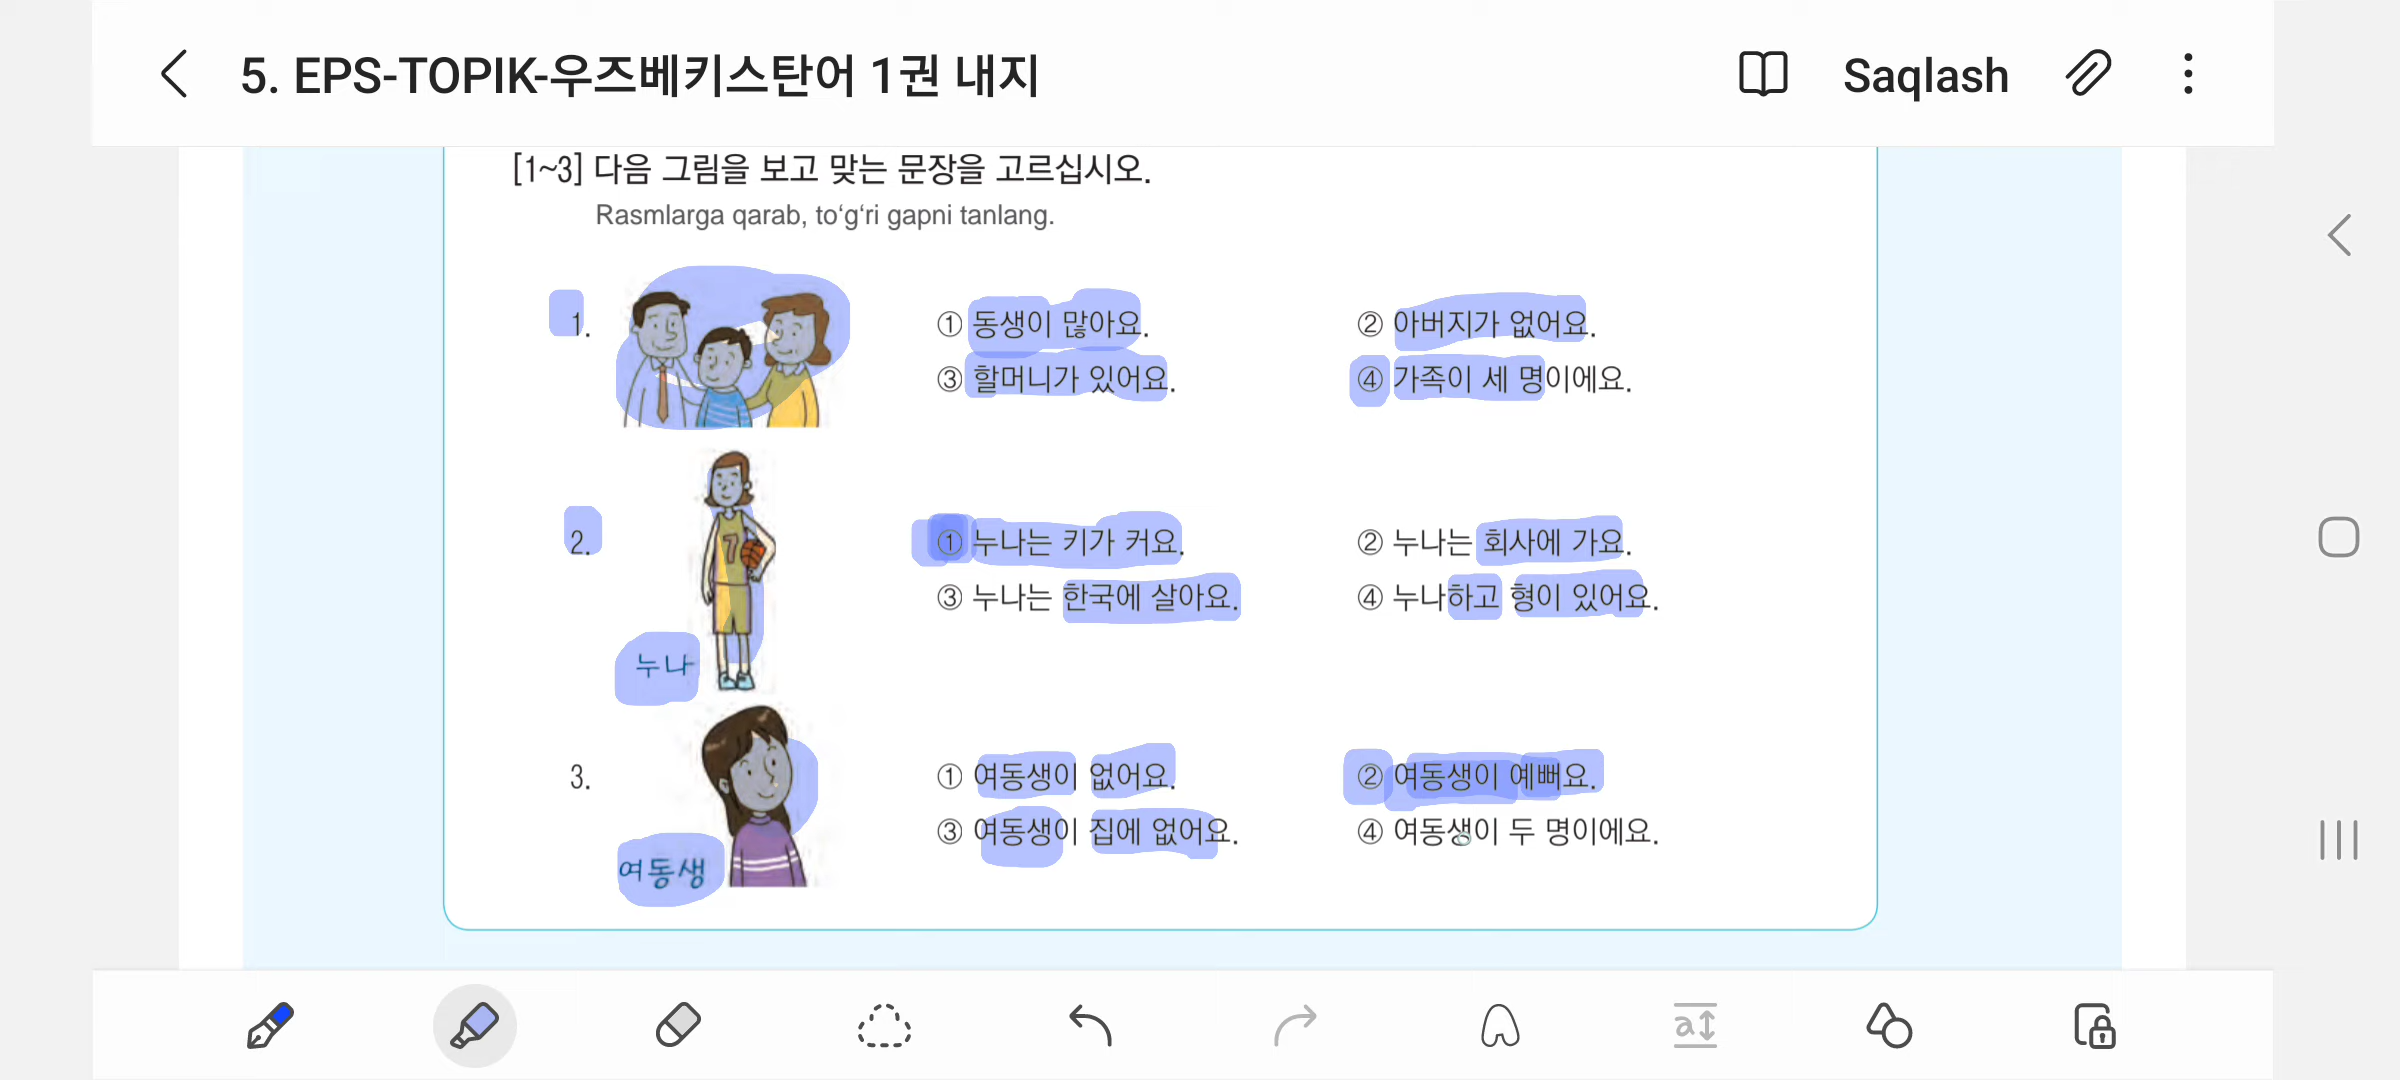 5. EPS-TOPIK-우즈베키스탄어 1권 내지
Saqlash
[1~3] 다음 그림을 보고 맞는 문장을 고르십시오.
Rasmlarga qarab, to‘g‘ri gapni tanlang.
1.
① 동생이 많아요.
② 아버지가 없어요.
③ 할머니가 있어요.
④ 가족이 세 명이에요.
7
2.
누나
① 누나는 키가 커요.
② 누나는 회사에 가요.
③ 누나는 한국에 살아요.
④ 누나하고 형이 있어요.
3.
여동생
① 여동생이 없어요.
② 여동생이 예뻐요.
③ 여동생이 집에 없어요.
④ 여동생이 두 명이에요.
a